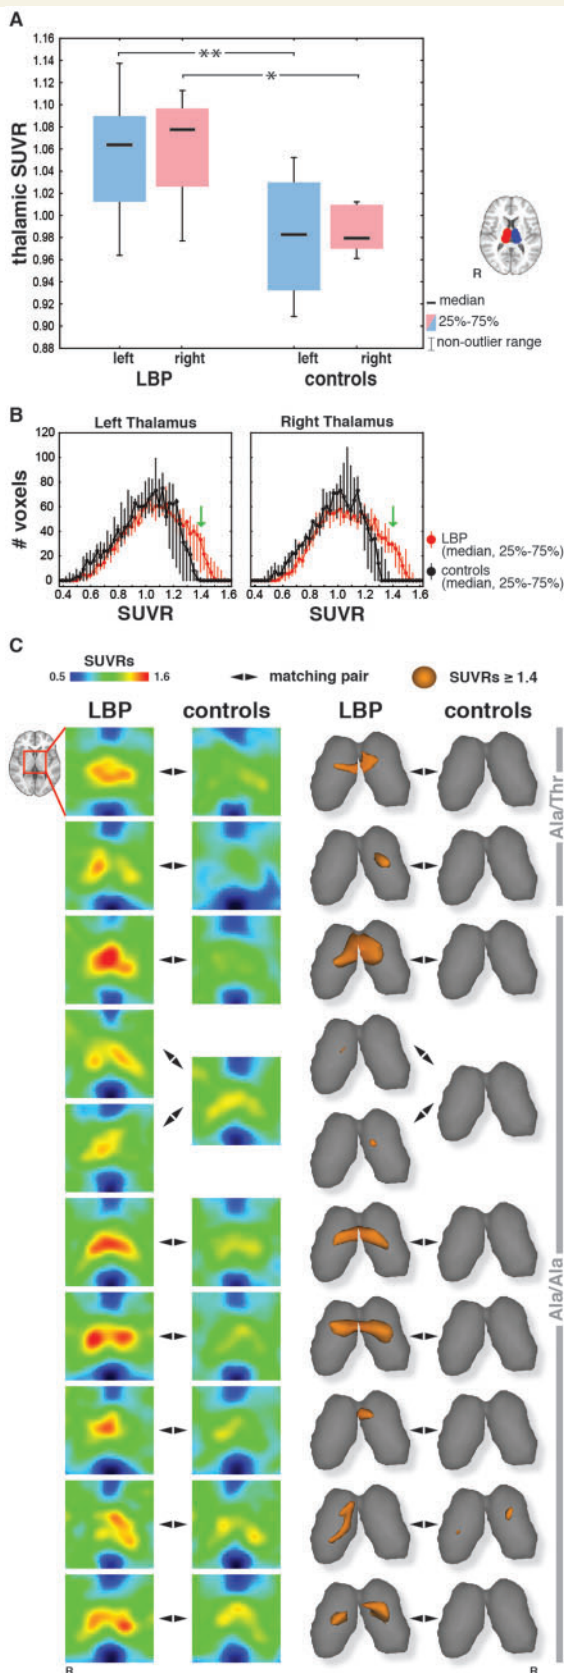 A
thalamic SUVR
1.16
1.14
1.12
1.10
1.08
1.06
1.04
1.02
1.00
0.98
0.96
0.94
0.92
0.90
0.88
**
*
left right left right
LBP controls
R
median
25%-75%
non-outlier range
B
Left Thalamus Right Thalamus
# voxels
120
100
80
60
40
20
0
0.4 0.6 0.8 1.0 1.2 1.4 1.6 0.4 0.6 0.8 1.0 1.2 1.4 1.6
SUVR SUVR
LBP
(median, 25%-75%)
controls
(median, 25%-75%)
C
SUVRs
0.5 1.6 matching pair SUVRs ≥ 1.4
LBP controls LBP controls
Ala/Thr
Ala/Ala
R R